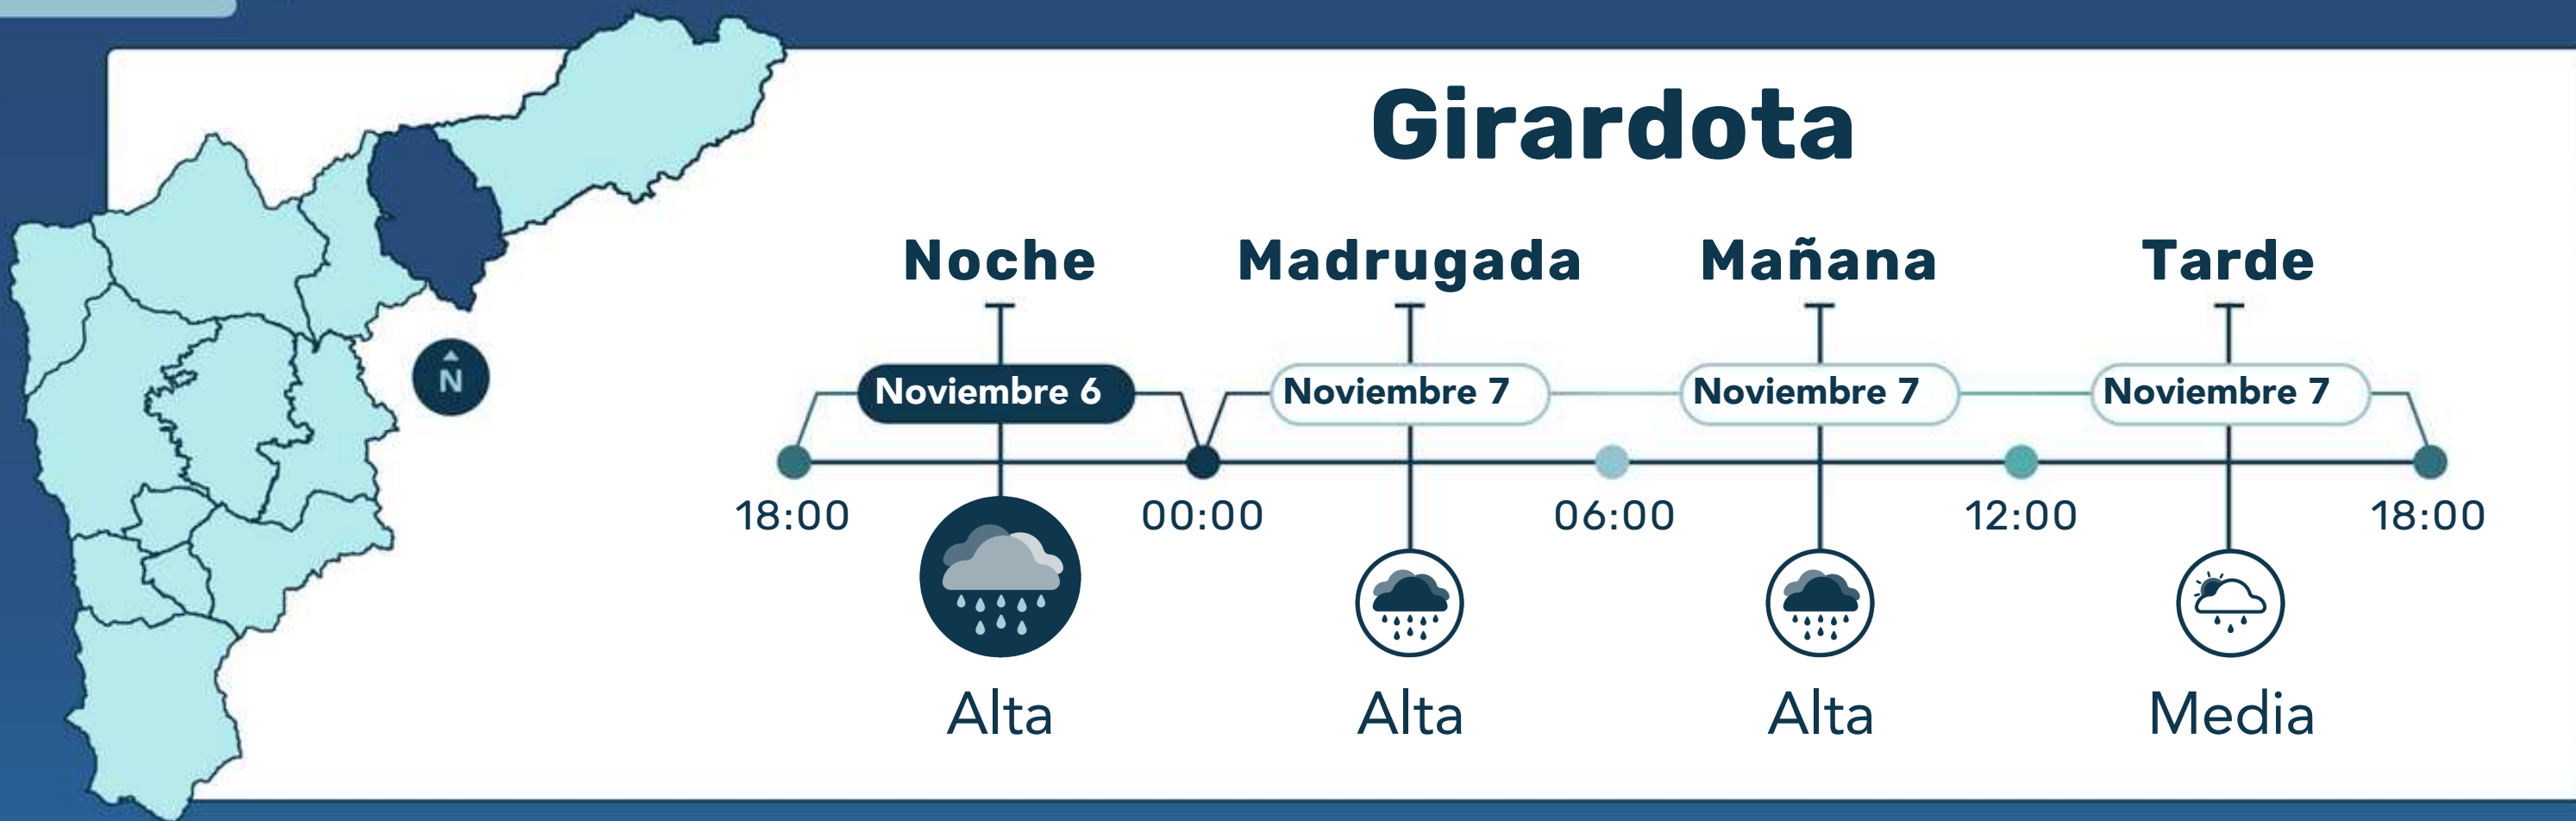 Girardota
Noche Madrugada Mañana Tarde
N
Noviembre 6 Noviembre 7 Noviembre 7 Noviembre 7
18:00 00:00 06:00 12:00 18:00
Alta Alta Alta Media